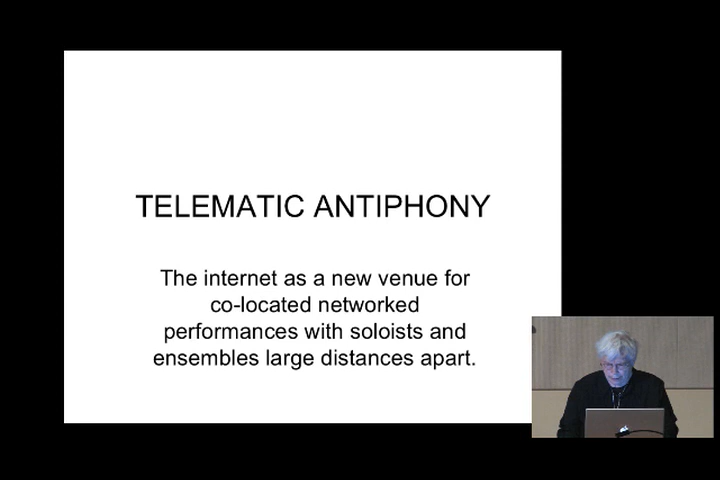 TELEMATIC ANTIPHONY
The internet as a new venue for
co-located networked
performances with soloists and
ensembles large distances apart.